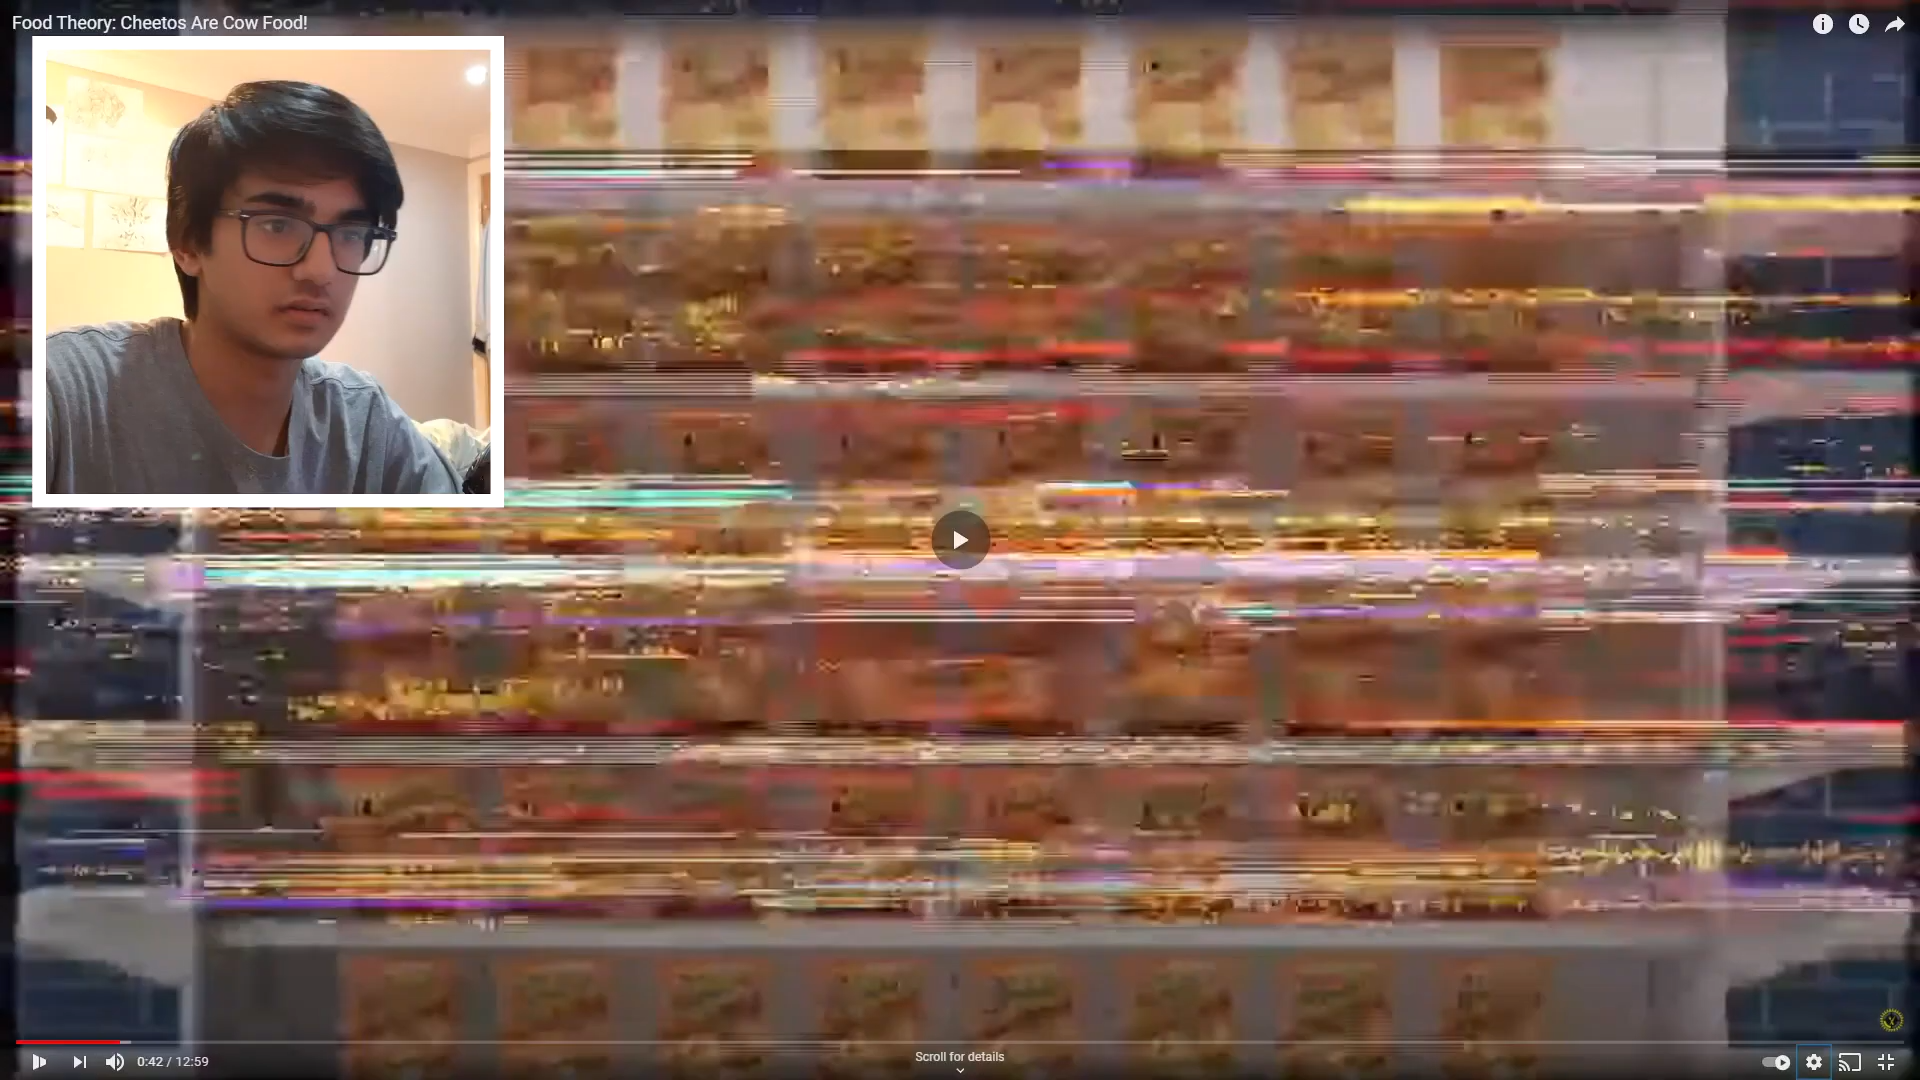 Food Theory: Cheetos Are Cow Food!
0:42 / 12:59
Scroll for details